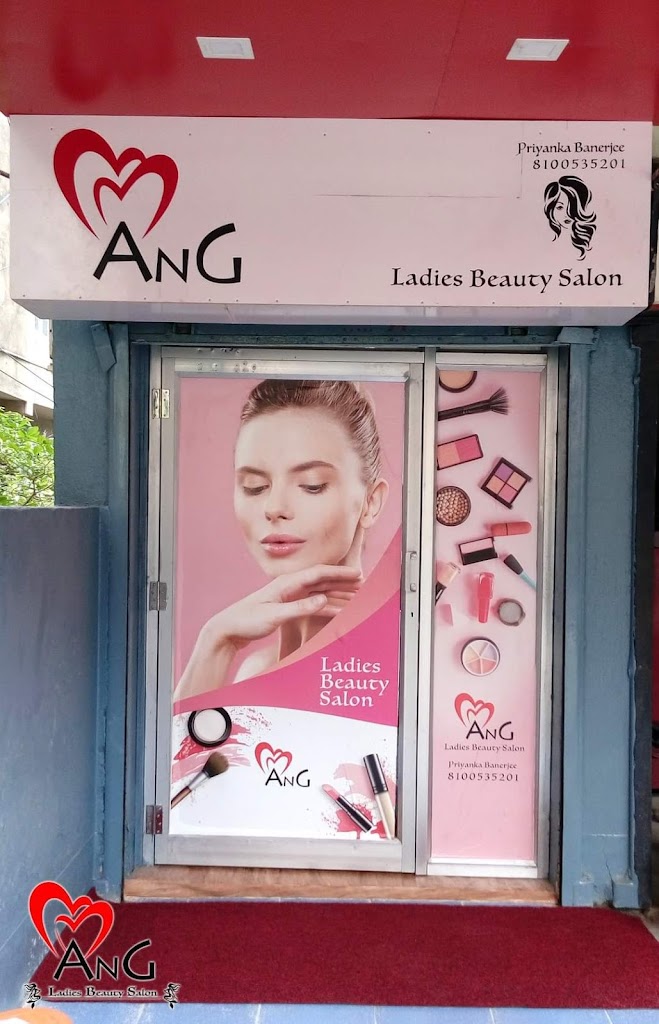 Priyanka Banerjee
8100535201
AnG
Ladies Beauty Salon
Ladies
Beauty
Salon
AnG
AnG
Ladies Beauty Salon
Priyanka Banerjee
8100535201
AnG
Ladies Beauty Salon